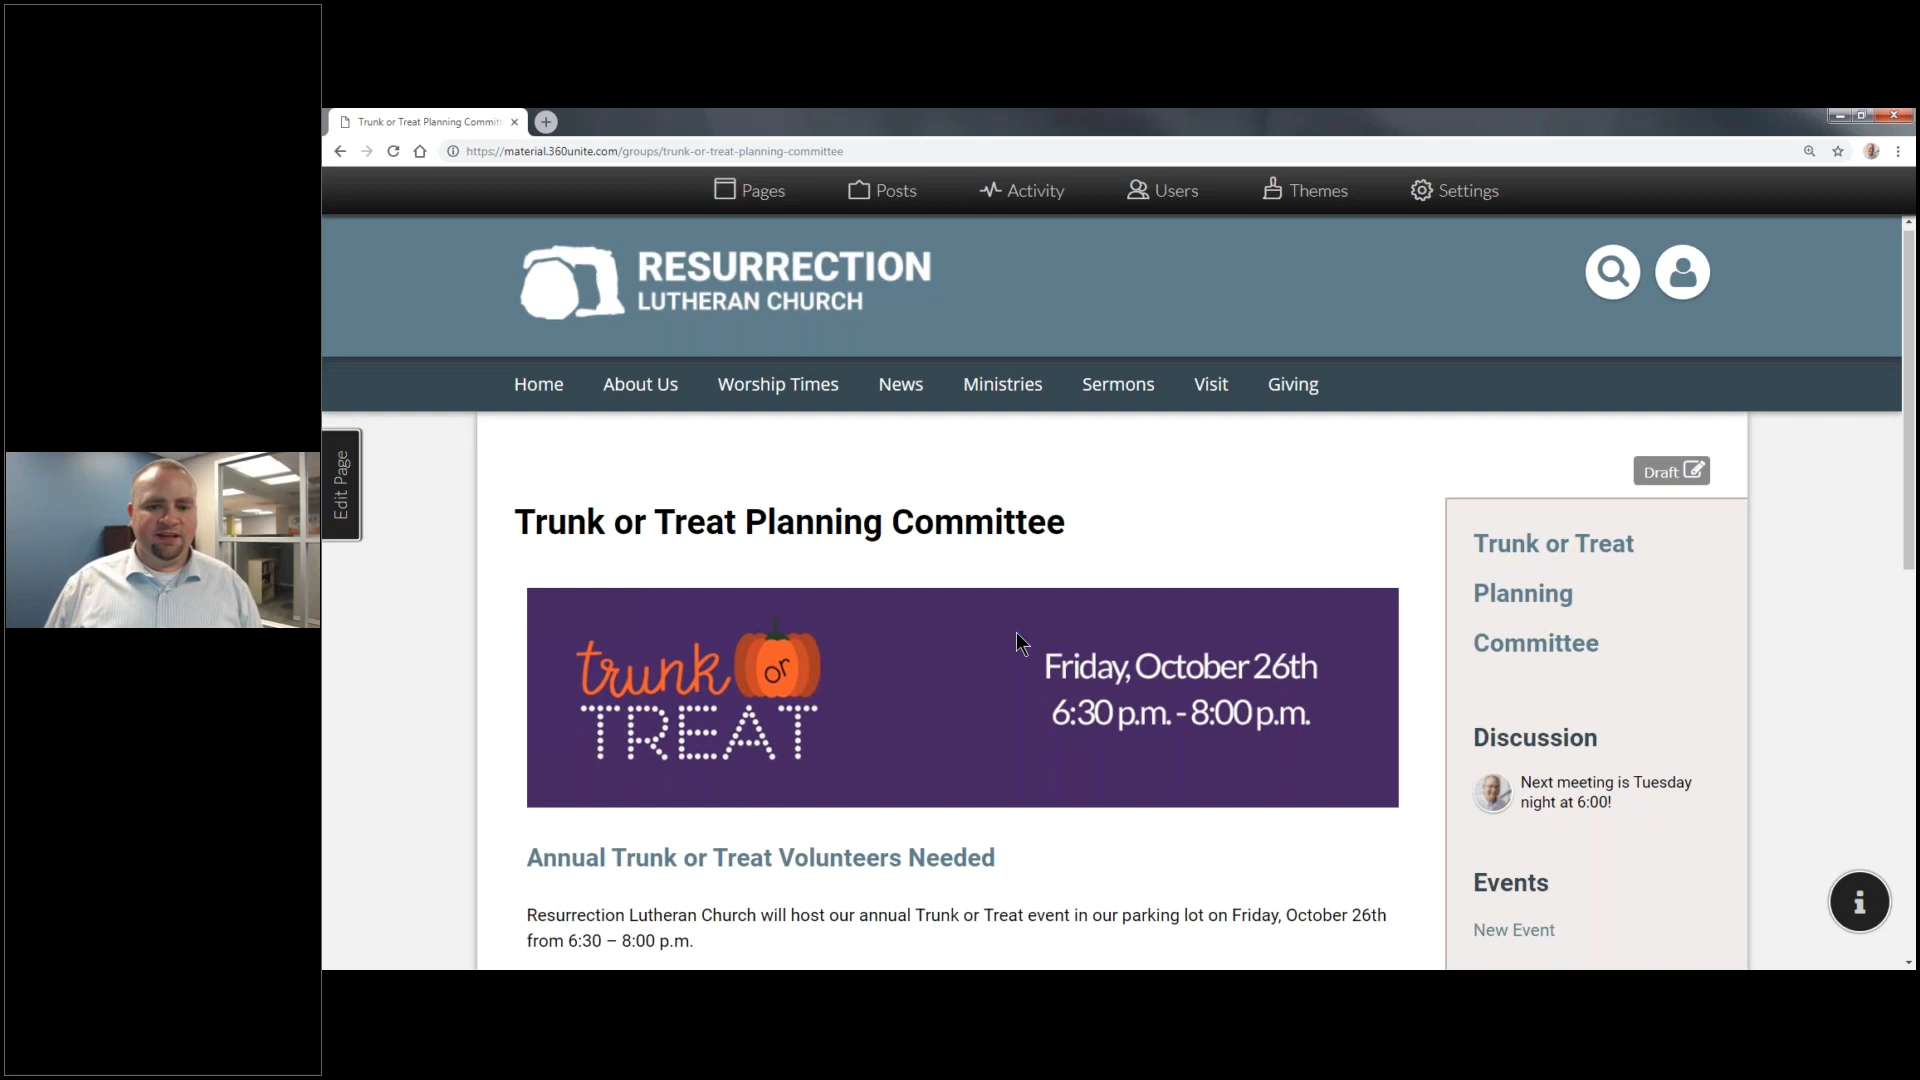 Trunk or Treat Planning Committ
https://material.360unite.com/groups/trunk-or-treat-planning-committee
Pages
Posts
Activity
Users
Themes
Settings
RESURRECTION
LUTHERAN CHURCH
Home
About Us
Worship Times
News
Ministries
Sermons
Visit
Giving
Edit Page
Draft
Trunk or Treat Planning Committee
trunk or
TREAT
Friday, October 26th
6:30 p.m. - 8:00 p.m.
Annual Trunk or Treat Volunteers Needed
Resurrection Lutheran Church will host our annual Trunk or Treat event in our parking lot on Friday, October 26th
from 6:30 – 8:00 p.m.
Trunk or Treat
Planning
Committee
Discussion
Next meeting is Tuesday
night at 6:00!
Events
New Event
i